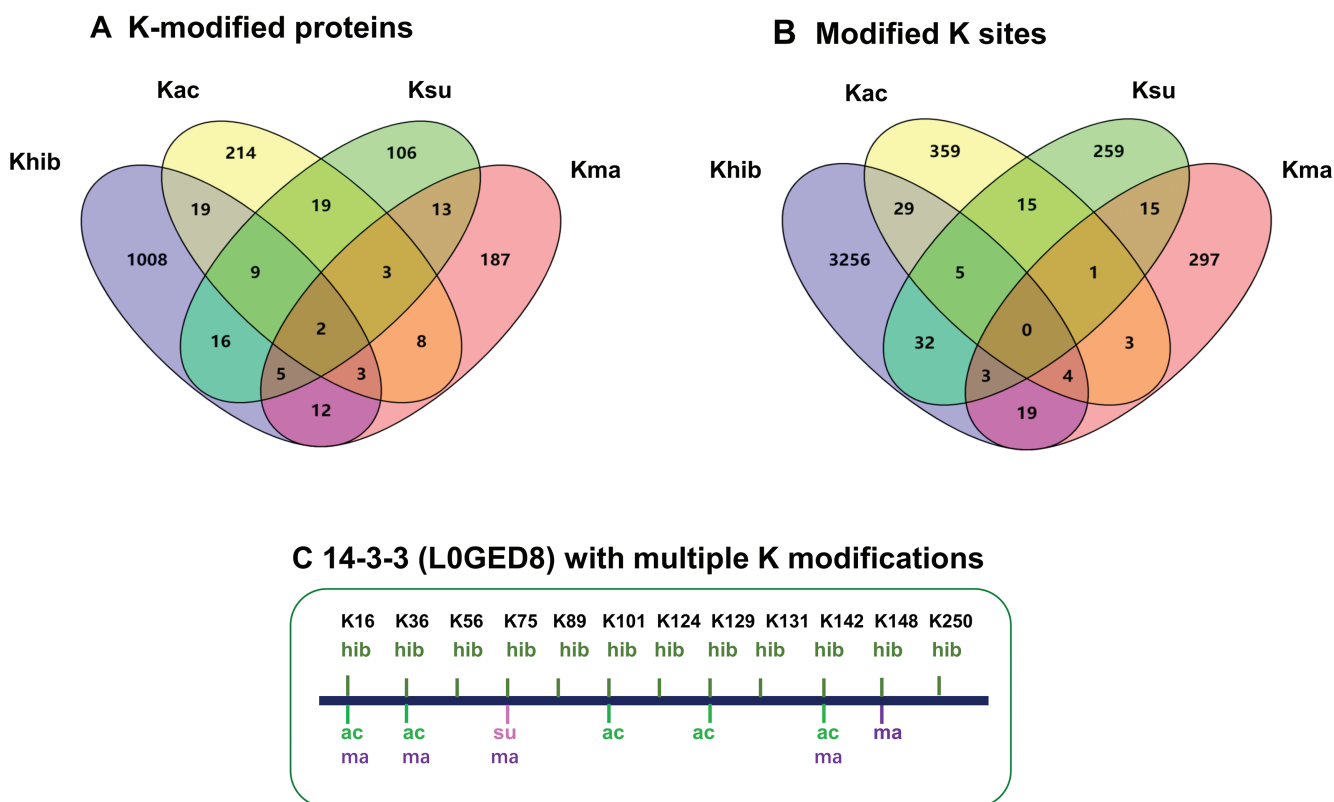 A K-modified proteins
Kac
Ksu
Khib
Kma
214
106
19
19
13
1008
9
3
187
16
2
8
5
3
12
B Modified K sites
Kac
Ksu
Khib
Kma
359
259
29
15
15
3256
5
1
297
32
0
3
3
4
19
C 14-3-3 (L0GED8) with multiple K modifications
K16 K36 K56 K75 K89 K101 K124 K129 K131 K142 K148 K250
hib hib hib hib hib hib hib hib hib hib hib hib
ac ac su ac ac ac ma
ma ma ma ma